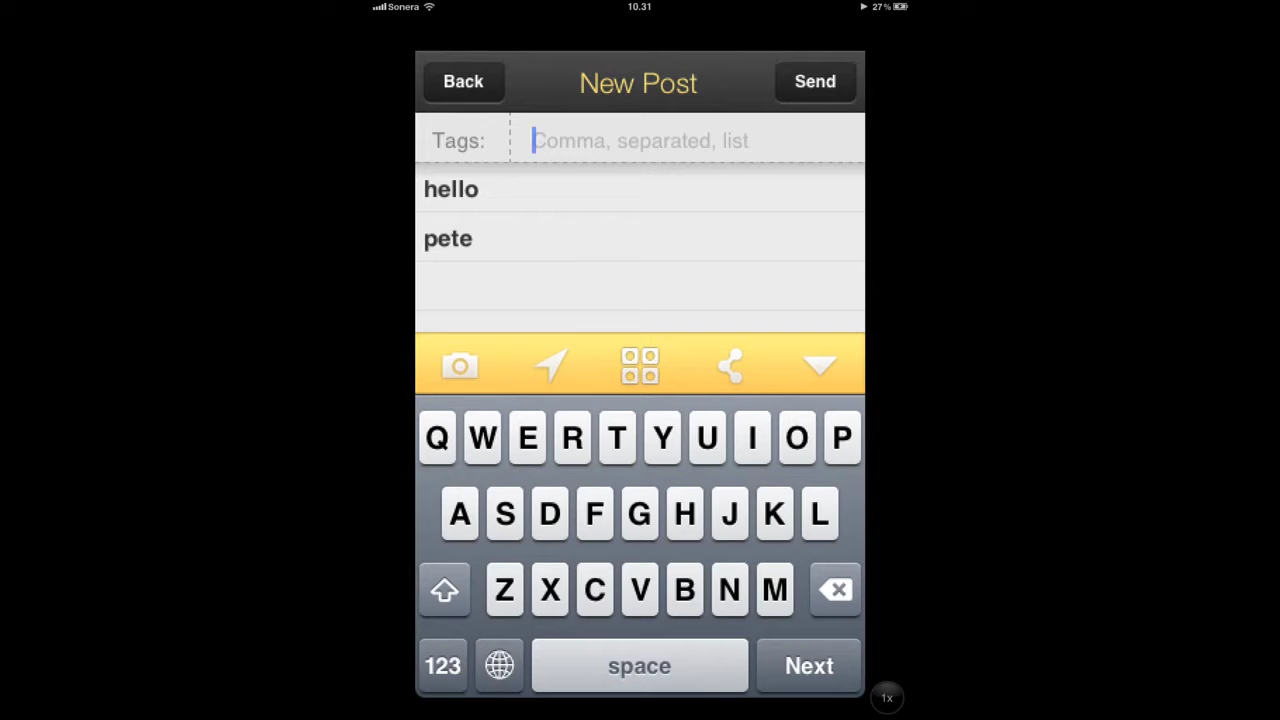 Sonera 10.31 27%
Back New Post Send
Tags: Comma, separated, list
hello
pete
Q W E R T Y U I O P
A S D F G H J K L
Z X C V B N M
123 space Next
1x